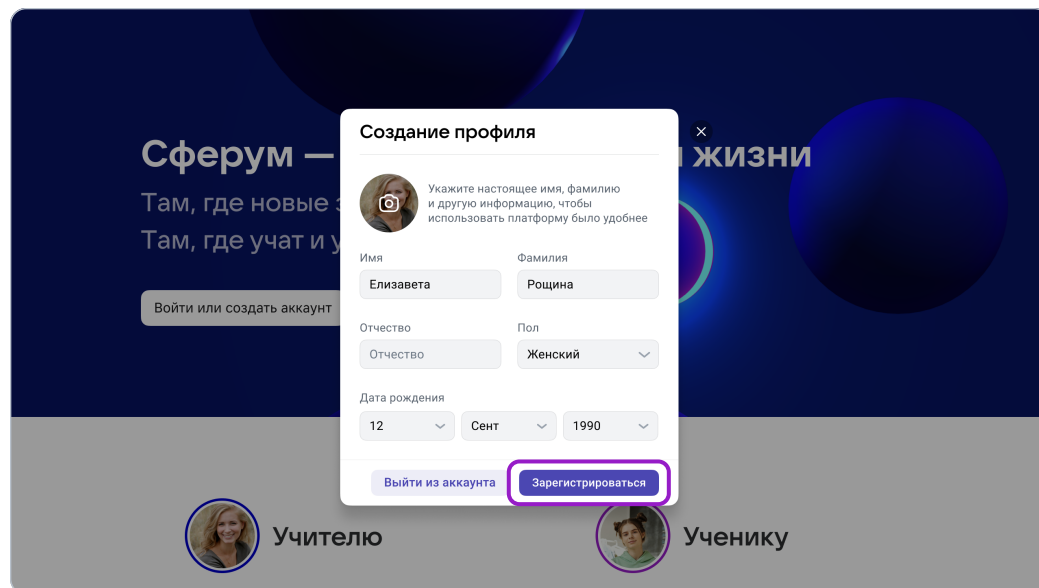 Создание профиля
Сферум —
жизни
Укажите настоящее имя, фамилию
и другую информацию, чтобы
использовать платформу было удобнее
Там, где новые
Там, где учат и у
Имя
Фамилия
Елизавета
Рощина
Войти или создать аккаунт
Отчество
Пол
Отчество
Женский
Дата рождения
12
Сент
1990
Выйти из аккаунта
Зарегистрироваться
Учителю
Ученику